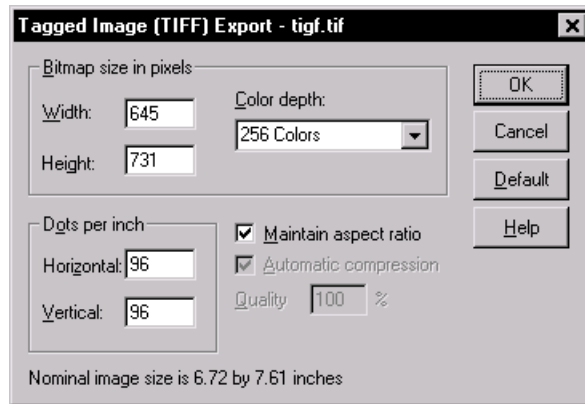 Tagged Image (TIFF) Export - tigf.tif
Bitmap size in pixels
Width: 645
Height: 731
Color depth:
256 Colors
OK
Cancel
Default
Help
Dots per inch
Horizontal: 96
Vertical: 96
Maintain aspect ratio
Automatic compression
Quality 100 %
Nominal image size is 6.72 by 7.61 inches